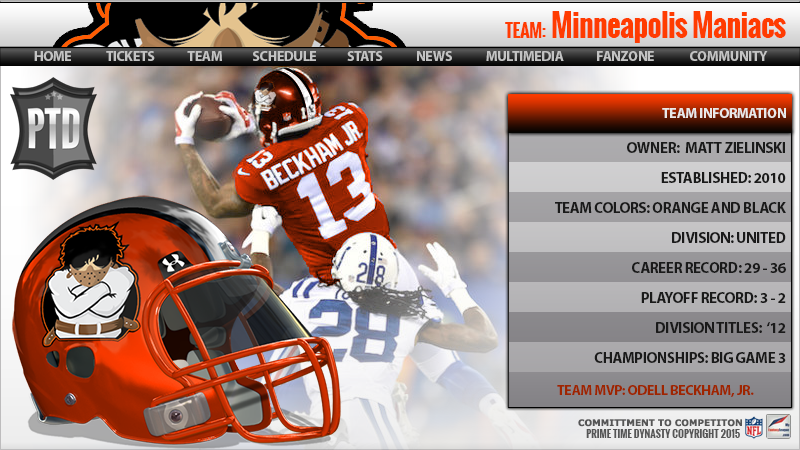 TEAM: Minneapolis Maniacs
HOME TICKETS TEAM SCHEDULE STATS NEWS MULTIMEDIA FANZONE COMMUNITY
PTD
BECKHAM JR.
13
13
13
28
28
TEAM INFORMATION
OWNER: MATT ZIELINSKI
ESTABLISHED: 2010
TEAM COLORS: ORANGE AND BLACK
DIVISION: UNITED
CAREER RECORD: 29 - 36
PLAYOFF RECORD: 3 - 2
DIVISION TITLES: ‘12
CHAMPIONSHIPS: BIG GAME 3
TEAM MVP: ODELL BECKHAM, JR.
COMMITTMENT TO COMPETITON
PRIME TIME DYNASTY COPYRIGHT 2015
NFL